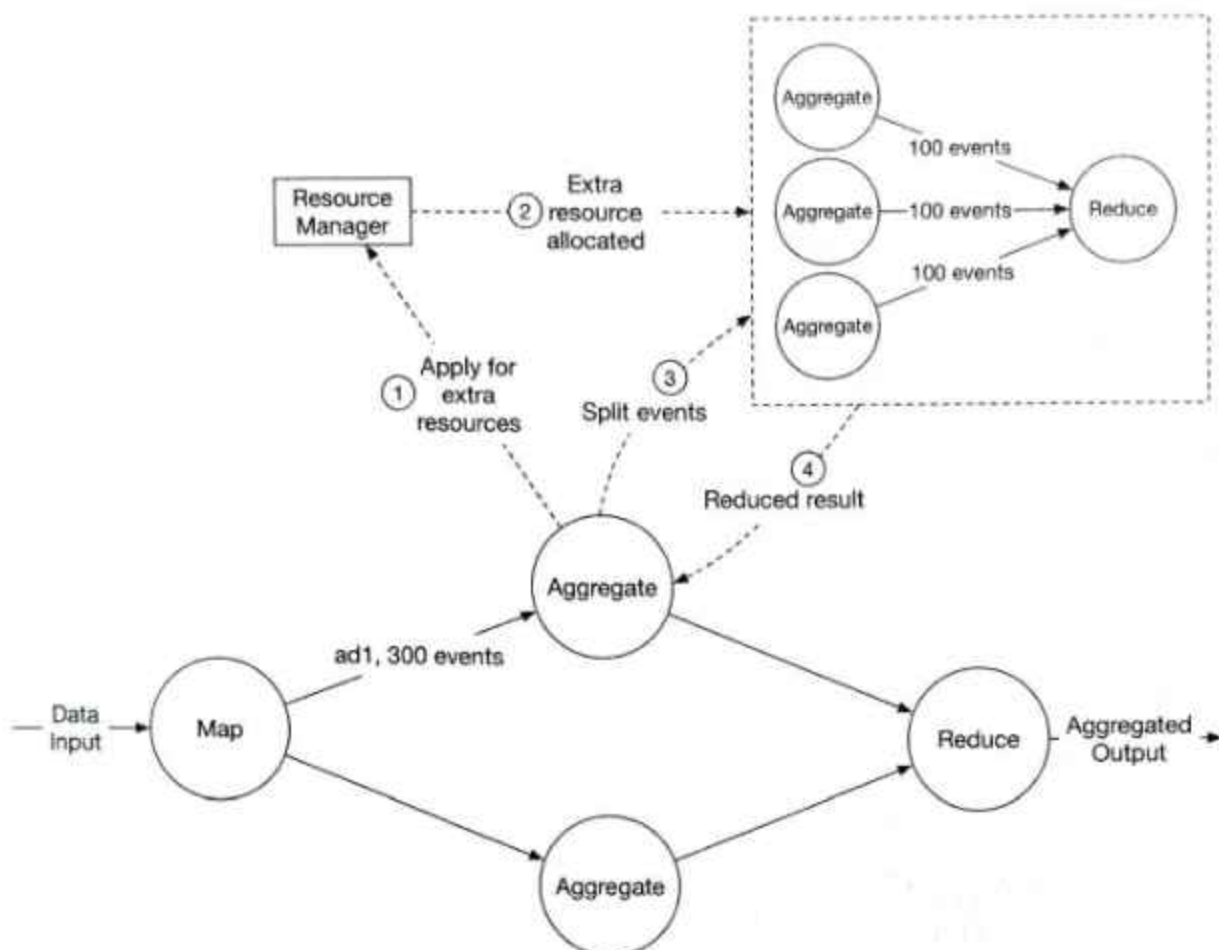 Aggregate
100 events
Resource
Manager
2
Extra
resource
allocated
Aggregate
100 events
Reduce
100 events
Aggregate
1
Apply for
extra
resources
3
Split events
4
Reduced result
Aggregate
ad1, 300 events
Data
Input
Map
Reduce
Aggregated
Output
Aggregate